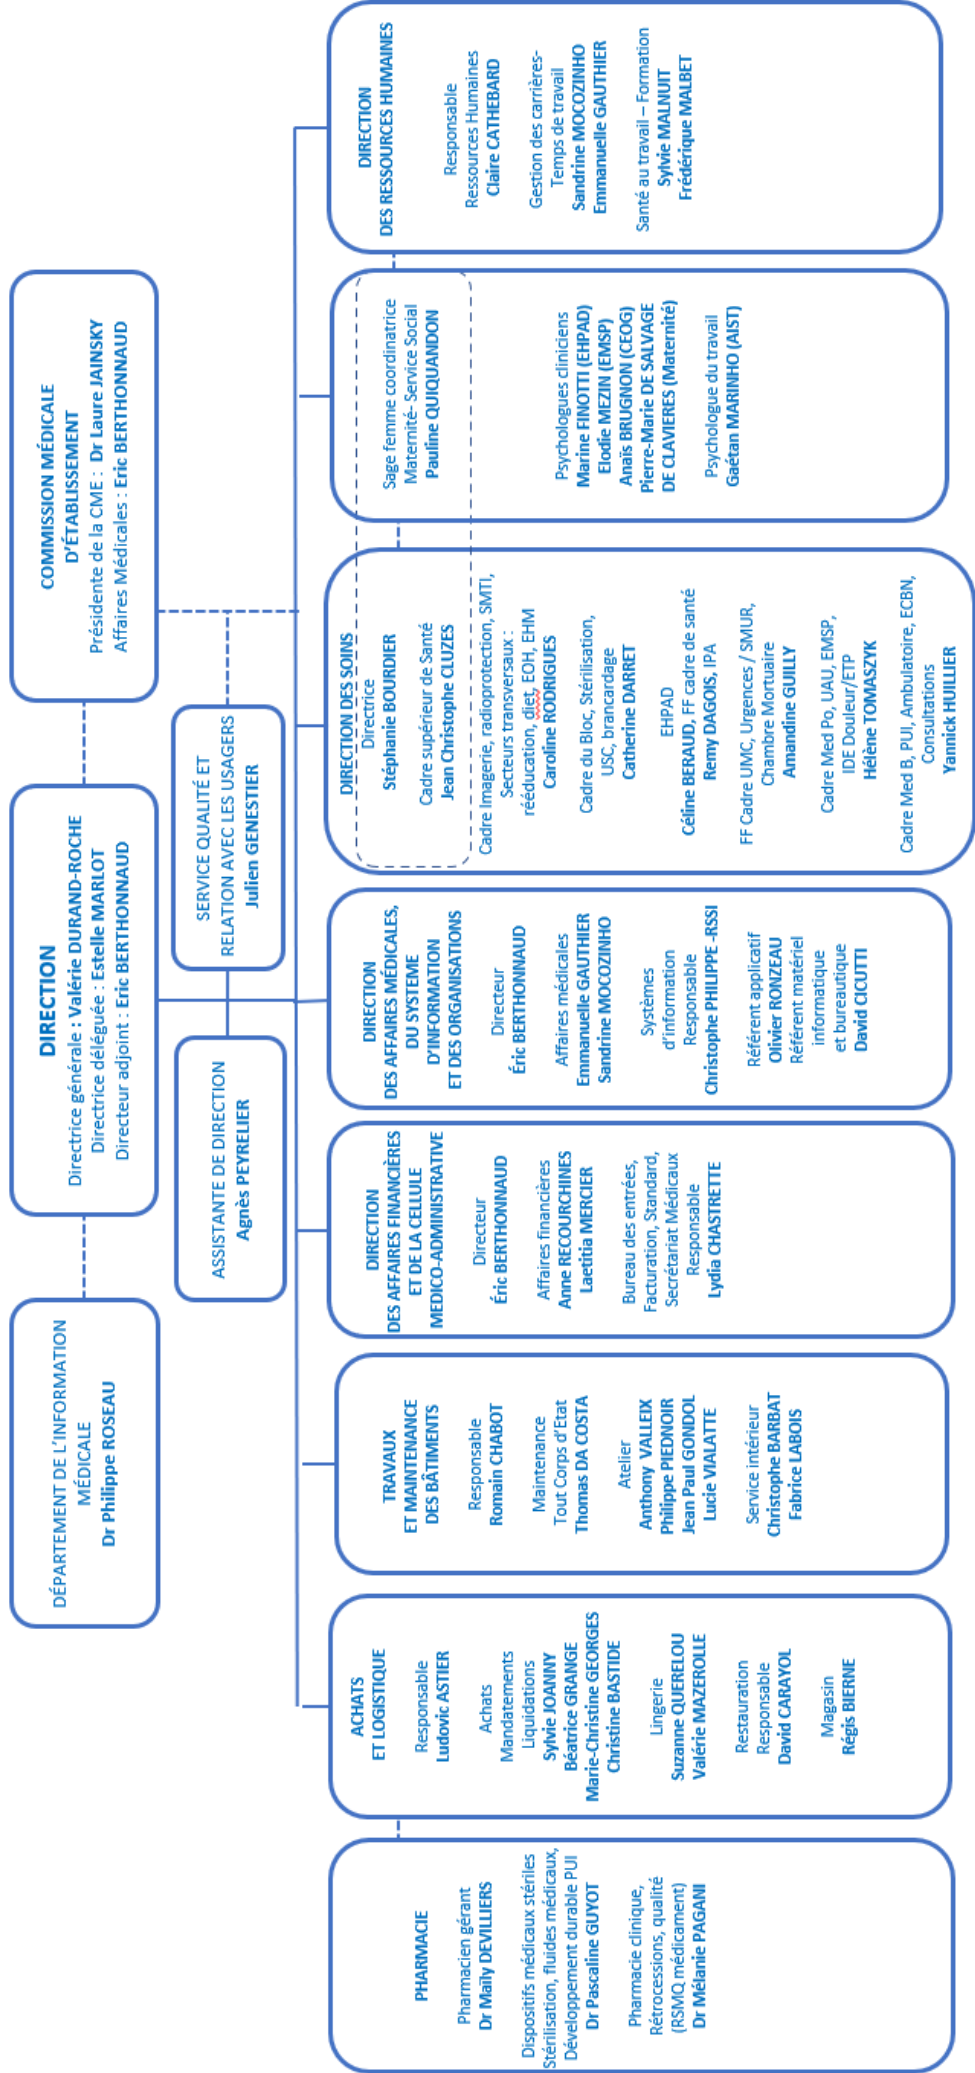 DÉPARTEMENT DE L'INFORMATION
MÉDICALE
Dr Philippe ROSEAU
DIRECTION
Directrice générale : Valérie DURAND-ROCHE
Directrice déléguée : Estelle MARLOT
Directeur adjoint : Eric BERTHONNAUD
COMMISSION MÉDICALE
D'ÉTABLISSEMENT
Présidente de la CME : Dr Laure JAINSKY
Affaires Médicales : Eric BERTHONNAUD
ASSISTANTE DE DIRECTION
Agnès PEYRELIER
SERVICE QUALITÉ ET
RELATION AVEC LES USAGERS
Julien GENESTIER
PHARMACIE
Pharmacien gérant
Dr Maïly DEVILLIERS
Dispositifs médicaux stériles
Stérilisation, fluides médicaux,
Développement durable PUI
Dr Pascaline GUYOT
Pharmacie clinique,
Rétrocessions, qualité
(RSMQ médicament)
Dr Mélanie PAGANI
ACHATS
ET LOGISTIQUE
Responsable
Ludovic ASTIER
Achats
Mandatements
Liquidations
Sylvie JOANNY
Béatrice GRANGE
Marie-Christine GEORGES
Christine BASTIDE
Lingerie
Suzanne QUERELOU
Valérie MAZEROLLE
Restauration
Responsable
David CARAYOL
Magasin
Régis BIERNE
TRAVAUX
ET MAINTENANCE
DES BÂTIMENTS
Responsable
Romain CHABOT
Maintenance
Tout Corps d'Etat
Thomas DA COSTA
Atelier
Anthony VALLEIX
Philippe PIEDNOIR
Jean Paul GONDOL
Lucie VIALATTE
Service intérieur
Christophe BARBAT
Fabrice LABOIS
DIRECTION
DES AFFAIRES FINANCIÈRES
ET DE LA CELLULE
MEDICO-ADMINISTRATIVE
Directeur
Éric BERTHONNAUD
Affaires financières
Anne RECOURCHINES
Laetitia MERCIER
Bureau des entrées,
Facturation, Standard,
Secrétariat Médicaux
Responsable
Lydia CHASTRETTE
DIRECTION
DES AFFAIRES MÉDICALES,
DU SYSTEME
D'INFORMATION
ET DES ORGANISATIONS
Directeur
Éric BERTHONNAUD
Affaires médicales
Emmanuelle GAUTHIER
Sandrine MOCOZINHO
Systèmes
d'information
Responsable
Christophe PHILIPPE -RSSI
Référent applicatif
Olivier RONZEAU
Référent matériel
informatique
et bureautique
David CICUTTI
DIRECTION DES SOINS
Directrice
Stéphanie BOURDIER
Cadre supérieur de Santé
Jean Christophe CLUZES
Cadre Imagerie, radioprotection, SMTI,
Secteurs transversaux :
rééducation, diet, EOH, EHM
Caroline RODRIGUES
Cadre du Bloc, Stérilisation,
USC, brancardage
Catherine DARRET
EHPAD
Céline BERAUD, FF cadre de santé
Remy DAGOIS, IPA
FF Cadre UMC, Urgences / SMUR,
Chambre Mortuaire
Amandine GUILLY
Cadre Med Po, UAU, EMSP,
IDE Douleur/ETP
Hélène TOMASZYK
Cadre Med B, PUI, Ambulatoire, ECBN,
Consultations
Yannick HUILLIER
Sage femme coordinatrice
Maternité- Service Social
Pauline QUIQUANDON
Psychologues cliniciens
Marine FINOTTI (EHPAD)
Elodie MEZIN (EMSP)
Anaïs BRUGNON (CEOG)
Pierre-Marie DE SALVAGE
DE CLAVIERES (Maternité)
Psychologue du travail
Gaétan MARINHO (AIST)
DIRECTION
DES RESSOURCES HUMAINES
Responsable
Ressources Humaines
Claire CATHEBARD
Gestion des carrières-
Temps de travail
Sandrine MOCOZINHO
Emmanuelle GAUTHIER
Santé au travail – Formation
Sylvie MALNUIT
Frédérique MALBET